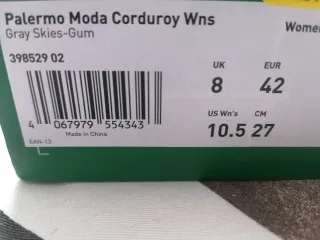 Palermo Moda Corduroy Wns
Gray Skies-Gum
Women
398529 02
UK EUR
8 42
US Wn's CM
10.5 27
4 067979 554343
Made in China
EAN-13